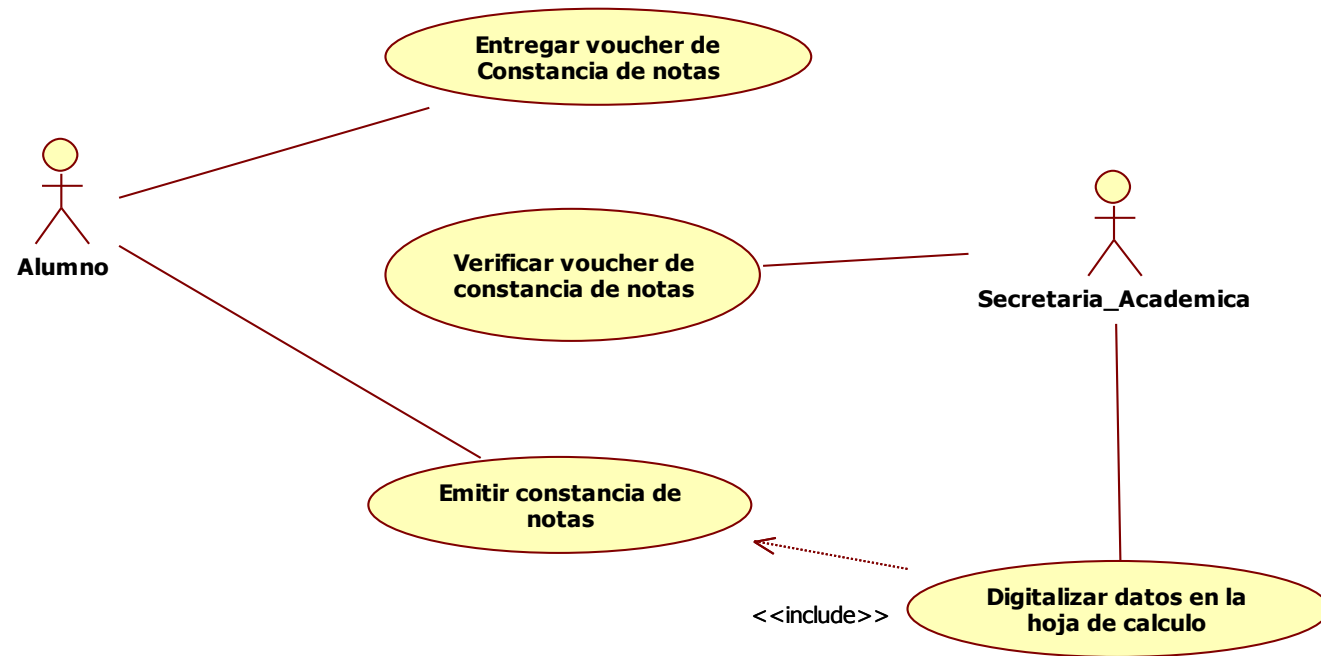 Entregar voucher de
Constancia de notas
Alumno
Verificar voucher de
constancia de notas
Secretaria_Academica
Emitir constancia de
notas
<<include>>
Digitalizar datos en la
hoja de calculo